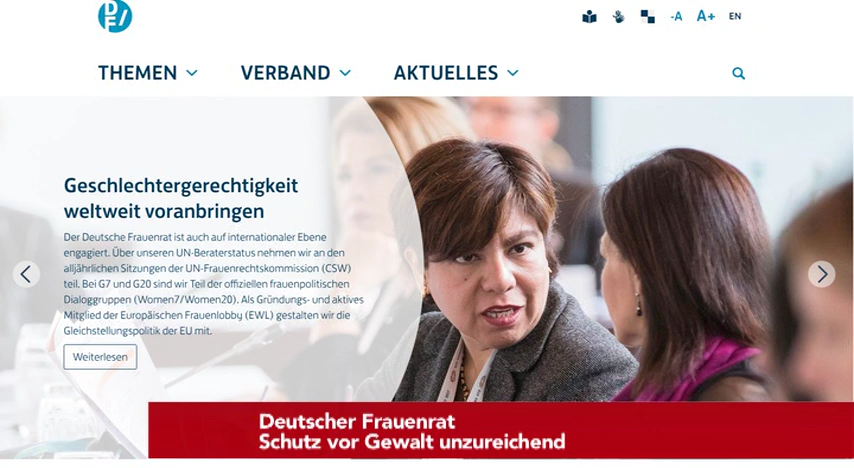 DF/
-A A+ EN
THEMEN VERBAND AKTUELLES
Geschlechtergerechtigkeit
weltweit voranbringen
Der Deutsche Frauenrat ist auch auf internationaler Ebene
engagiert. Über unseren UN-Beraterstatus nehmen wir an den
alljährlichen Sitzungen der UN-Frauenrechtskommission (CSW)
teil. Bei G7 und G20 sind wir Teil der offiziellen frauenpolitischen
Dialoggruppen (Women7/Women20). Als Gründungs- und aktives
Mitglied der Europäischen Frauenlobby (EWL) gestalten wir die
Gleichstellungspolitik der EU mit.
Weiterlesen
Deutscher Frauenrat
Schutz vor Gewalt unzureichend